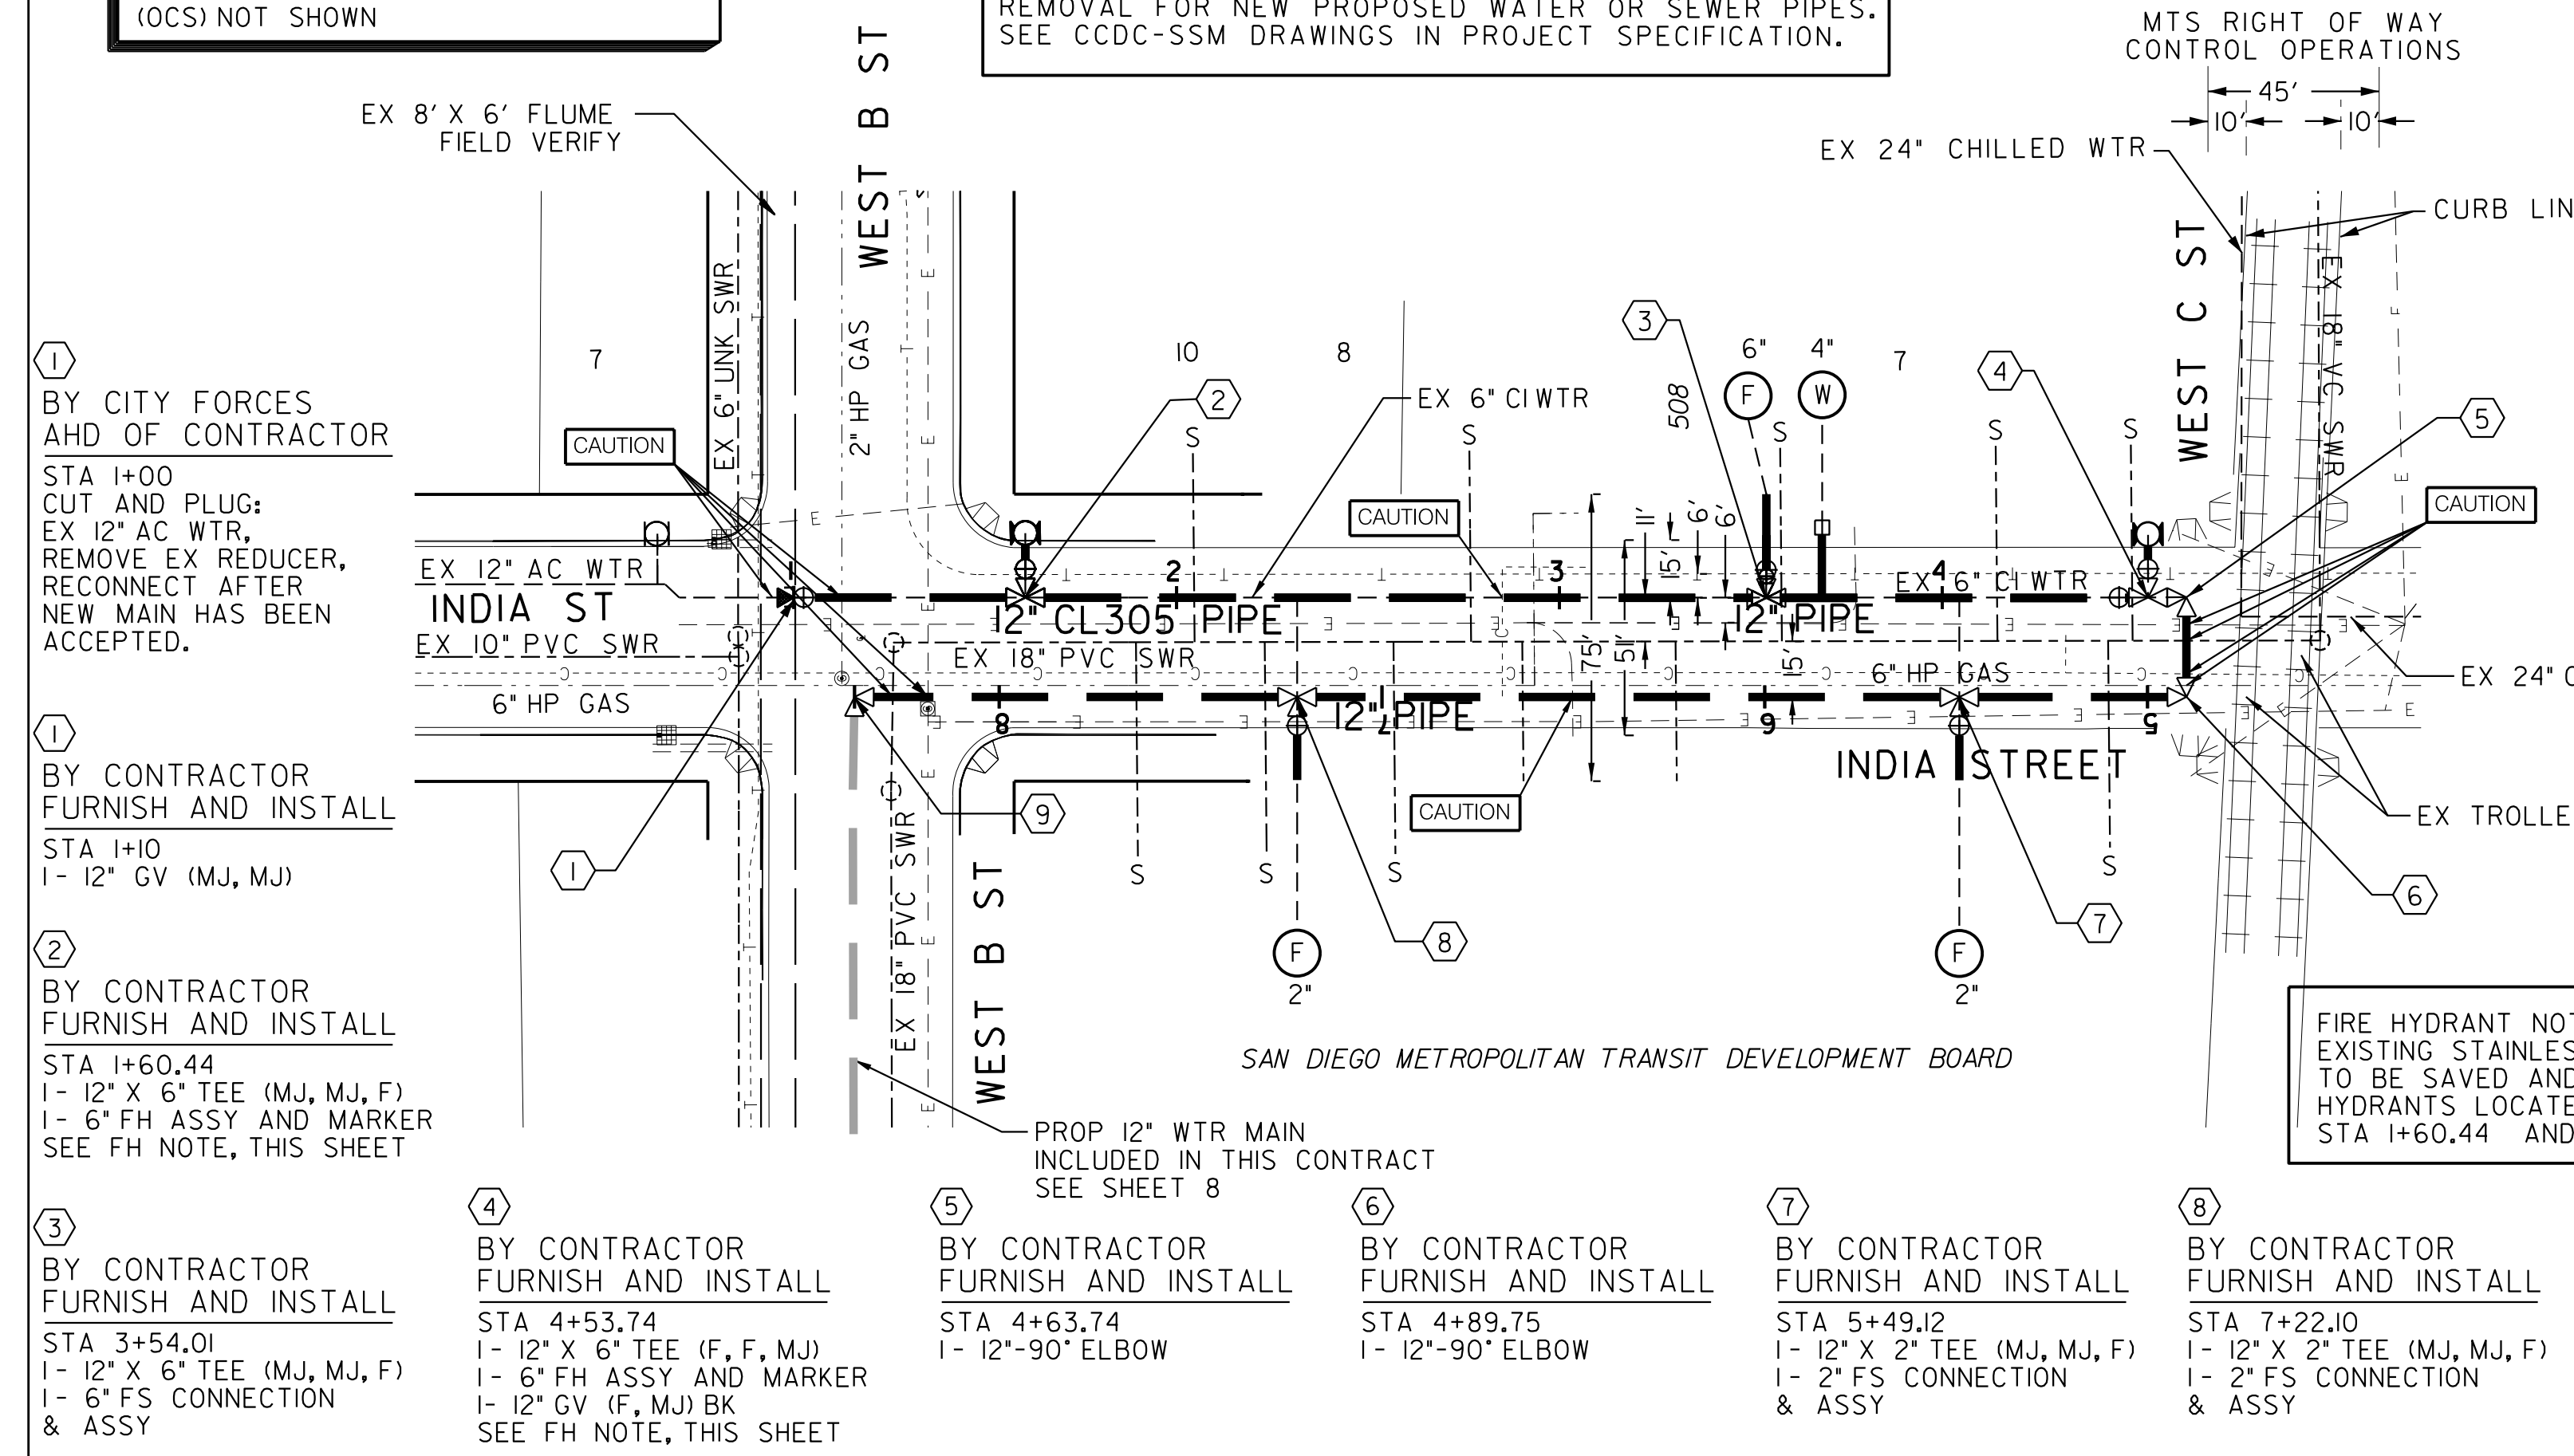 (OCS) NOT SHOWN
REMOVAL FOR NEW PROPOSED WATER OR SEWER PIPES.
SEE CCDC-SSM DRAWINGS IN PROJECT SPECIFICATION.
MTS RIGHT OF WAY
CONTROL OPERATIONS
45'
10'
10'
EX 8' X 6' FLUME
FIELD VERIFY
WEST B ST
EX 24" CHILLED WTR
CURB LIN
WEST C ST
EX 18" VC SWR
EX 6" UNK SWR
2" HP GAS
7
10
8
7
3
6"
4"
F
W
508
4
5
2
EX 6" CI WTR
CAUTION
CAUTION
CAUTION
S
S
S
S
S
11'
6'
6'
15'
75'
51'
15'
EX 12" AC WTR
INDIA ST
EX 10" PVC SWR
6" HP GAS
1
2
3
4
12" CL305 PIPE
12" PIPE
EX 6" CI WTR
EX 18" PVC SWR
6" HP GAS
EX 24" C
8
12" PIPE
7
6
5
INDIA STREET
CAUTION
EX TROLLE
1
9
8
7
6
S
S
S
S
F
2"
F
2"
EX 18" PVC SWR
WEST B ST
SAN DIEGO METROPOLITAN TRANSIT DEVELOPMENT BOARD
PROP 12" WTR MAIN
INCLUDED IN THIS CONTRACT
SEE SHEET 8
FIRE HYDRANT NOT
EXISTING STAINLES
TO BE SAVED AND
HYDRANTS LOCATE
STA 1+60.44 AND
1
BY CITY FORCES
AHD OF CONTRACTOR
STA 1+00
CUT AND PLUG:
EX 12" AC WTR,
REMOVE EX REDUCER,
RECONNECT AFTER
NEW MAIN HAS BEEN
ACCEPTED.
1
BY CONTRACTOR
FURNISH AND INSTALL
STA 1+10
1- 12" GV (MJ, MJ)
2
BY CONTRACTOR
FURNISH AND INSTALL
STA 1+60.44
1- 12" X 6" TEE (MJ, MJ, F)
1- 6" FH ASSY AND MARKER
SEE FH NOTE, THIS SHEET
3
BY CONTRACTOR
FURNISH AND INSTALL
STA 3+54.01
1- 12" X 6" TEE (MJ, MJ, F)
1- 6" FS CONNECTION
& ASSY
4
BY CONTRACTOR
FURNISH AND INSTALL
STA 4+53.74
1- 12" X 6" TEE (F, F, MJ)
1- 6" FH ASSY AND MARKER
1- 12" GV (F, MJ) BK
SEE FH NOTE, THIS SHEET
5
BY CONTRACTOR
FURNISH AND INSTALL
STA 4+63.74
1- 12"-90° ELBOW
6
BY CONTRACTOR
FURNISH AND INSTALL
STA 4+89.75
1- 12"-90° ELBOW
7
BY CONTRACTOR
FURNISH AND INSTALL
STA 5+49.12
1- 12" X 2" TEE (MJ, MJ, F)
1- 2" FS CONNECTION
& ASSY
8
BY CONTRACTOR
FURNISH AND INSTALL
STA 7+22.10
1- 12" X 2" TEE (MJ, MJ, F)
1- 2" FS CONNECTION
& ASSY